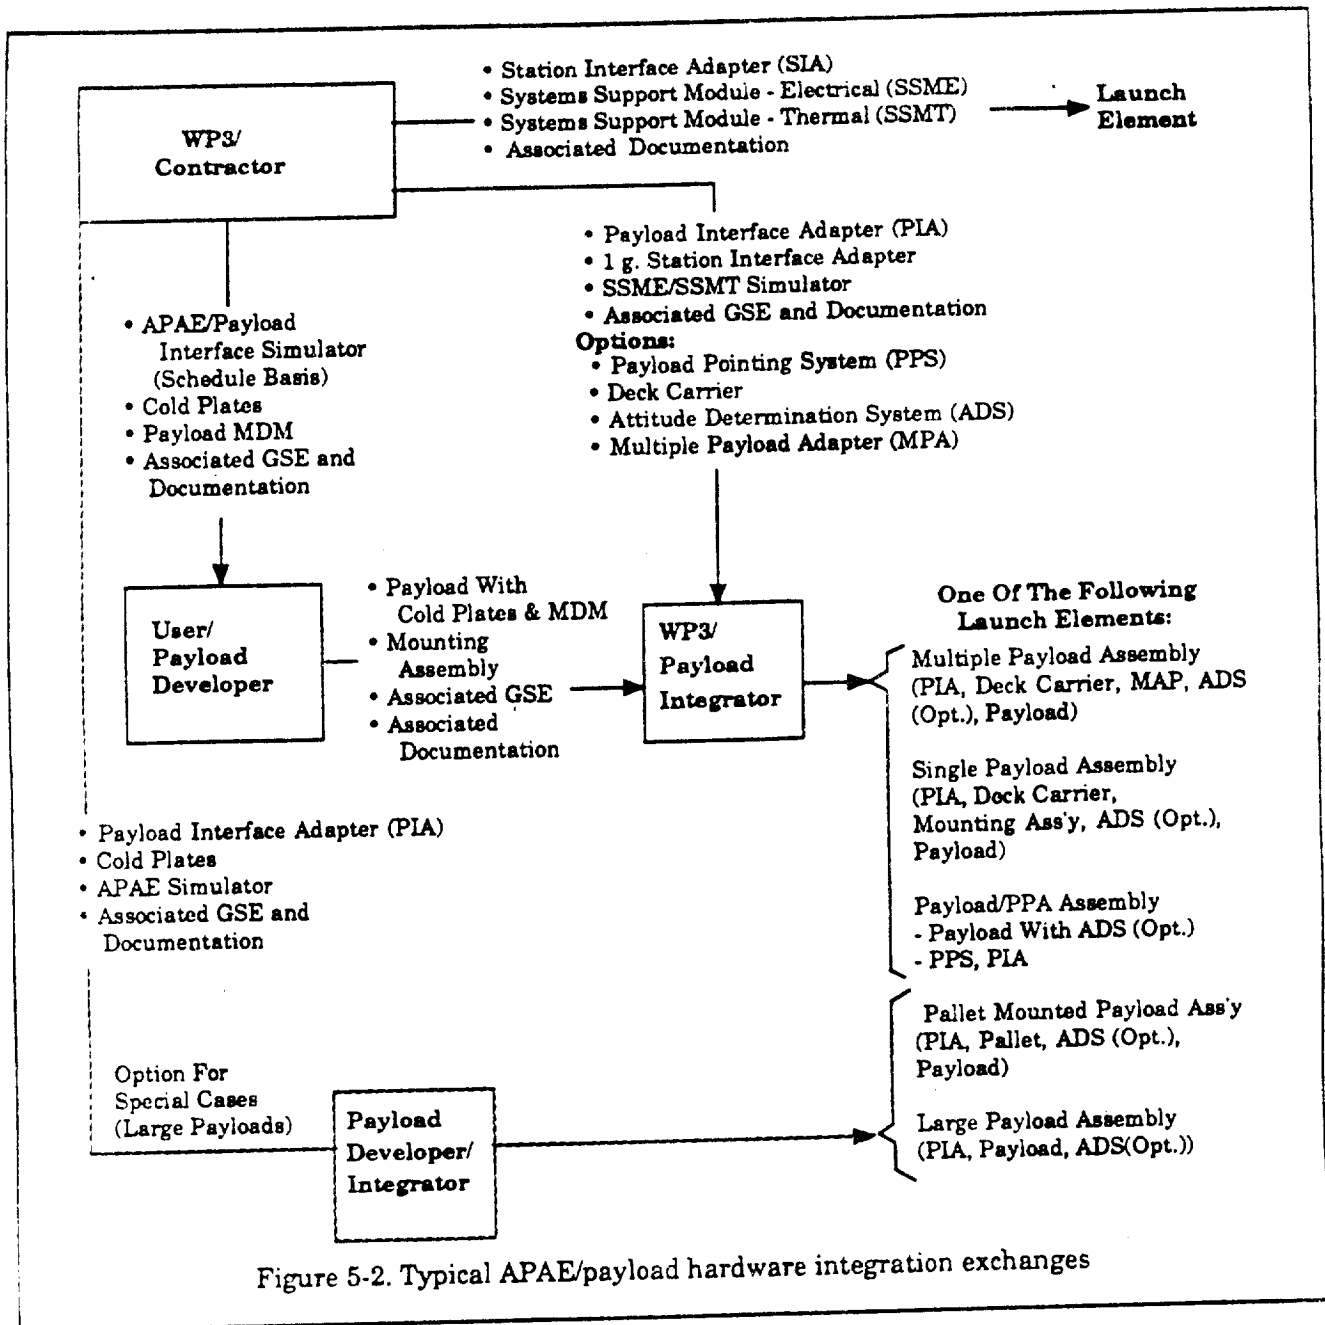 • Station Interface Adapter (SIA)
• Systems Support Module - Electrical (SSME)
• Systems Support Module - Thermal (SSMT)
• Associated Documentation
Launch
Element
WP3/
Contractor
• Payload Interface Adapter (PIA)
• 1 g. Station Interface Adapter
• SSME/SSMT Simulator
• Associated GSE and Documentation
Options:
• Payload Pointing System (PPS)
• Deck Carrier
• Attitude Determination System (ADS)
• Multiple Payload Adapter (MPA)
• APAE/Payload
Interface Simulator
(Schedule Basis)
• Cold Plates
• Payload MDM
• Associated GSE and
Documentation
User/
Payload
Developer
• Payload With
Cold Plates & MDM
• Mounting
Assembly
• Associated GSE
• Associated
Documentation
WP3/
Payload
Integrator
One Of The Following
Launch Elements:
Multiple Payload Assembly
(PIA, Deck Carrier, MAP, ADS
(Opt.), Payload)
Single Payload Assembly
(PIA, Deck Carrier,
Mounting Ass'y, ADS (Opt.),
Payload)
Payload/PPA Assembly
- Payload With ADS (Opt.)
- PPS, PIA
• Payload Interface Adapter (PIA)
• Cold Plates
• APAE Simulator
• Associated GSE and
Documentation
Pallet Mounted Payload Ass'y
(PIA, Pallet, ADS (Opt.),
Payload)
Large Payload Assembly
(PIA, Payload, ADS(Opt.))
Option For
Special Cases
(Large Payloads)
Payload
Developer/
Integrator
Figure 5-2. Typical APAE/payload hardware integration exchanges